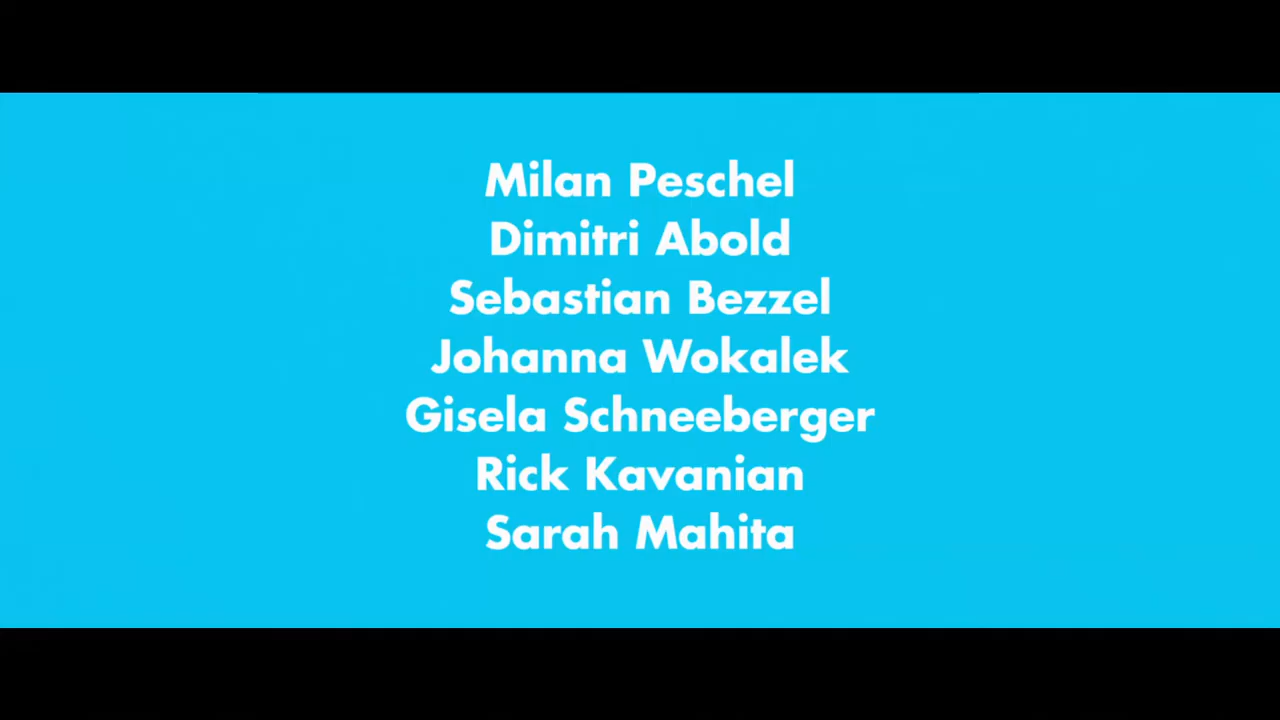 Milan Peschel
Dimitri Abold
Sebastian Bezzel
Johanna Wokalek
Gisela Schneeberger
Rick Kavanian
Sarah Mahita